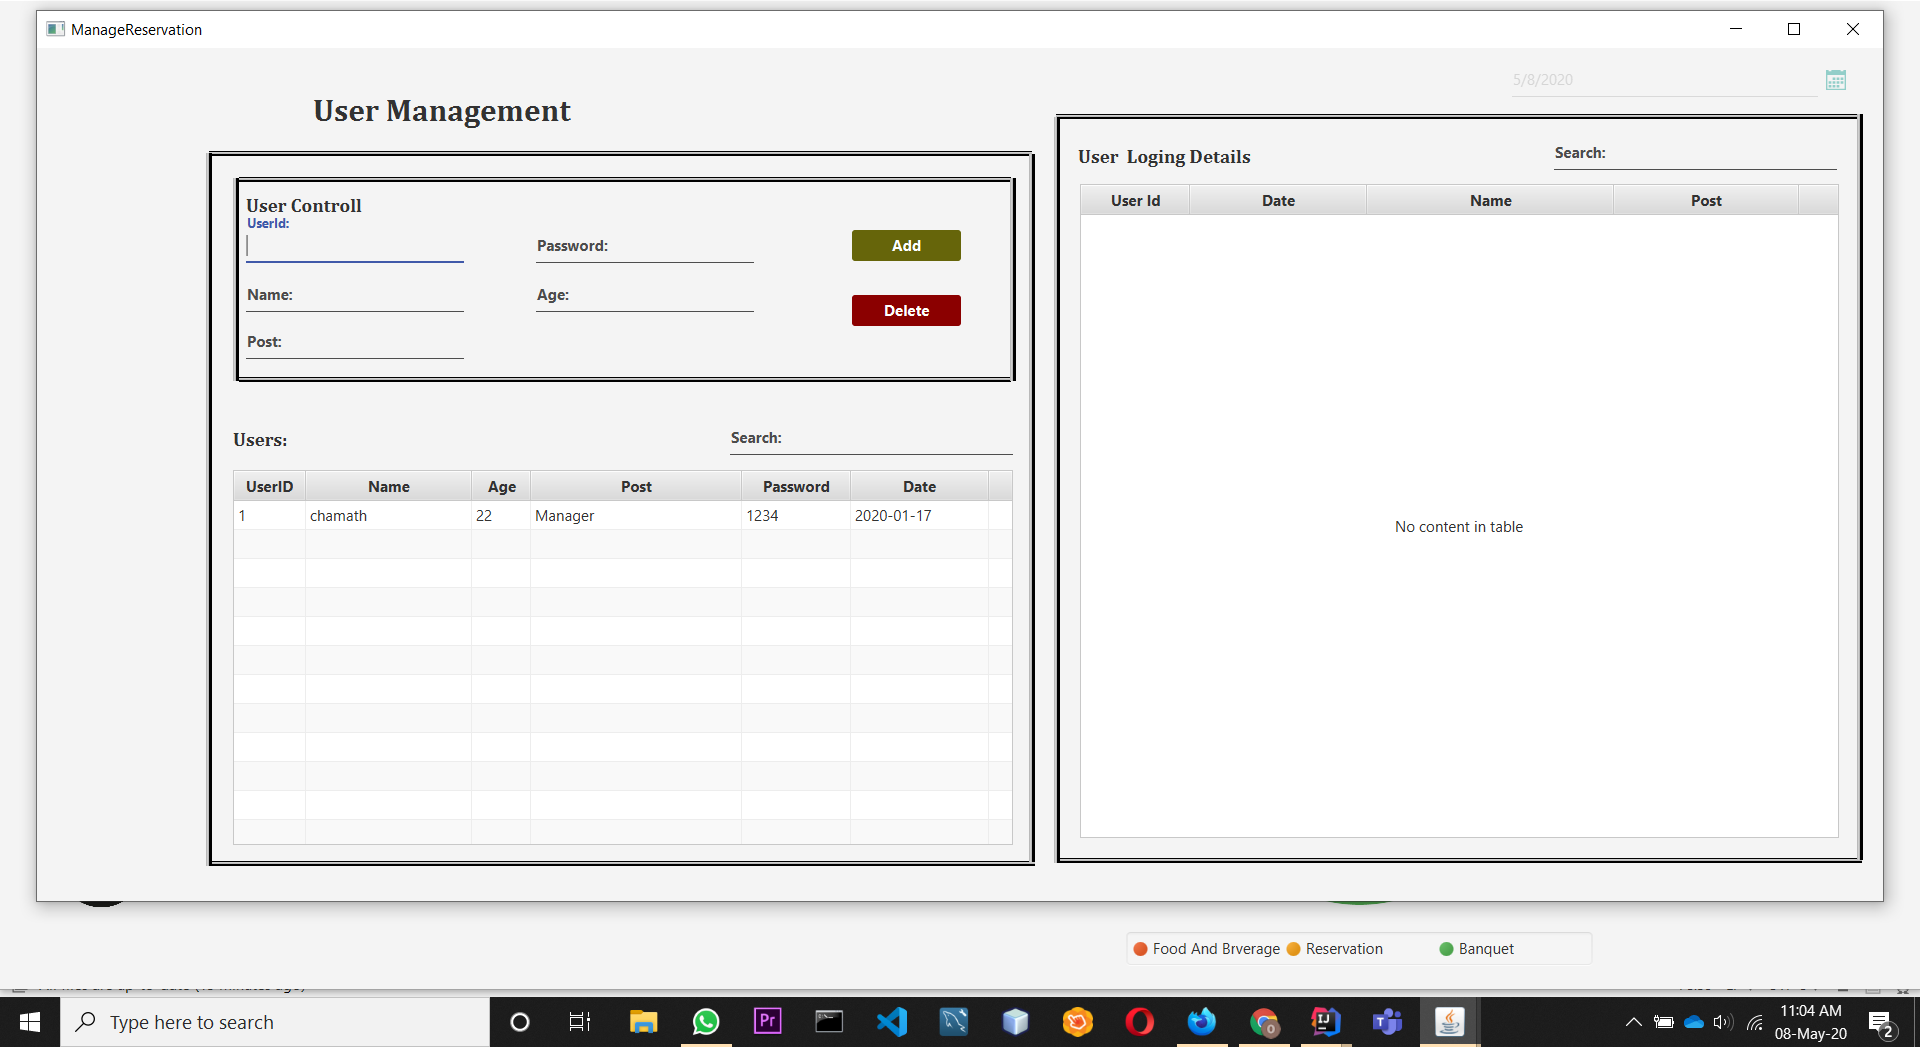 ManageReservation
5/8/2020
User Management
User Controll
UserId:
Password:
Add
Name:
Age:
Delete
Post:
Users:
Search:
UserID Name Age Post Password Date
1 chamath 22 Manager 1234 2020-01-17
User Loging Details
Search:
User Id Date Name Post
No content in table
Food And Brverage Reservation Banquet
Type here to search
Pr
IJ
11:04 AM
08-May-20
2